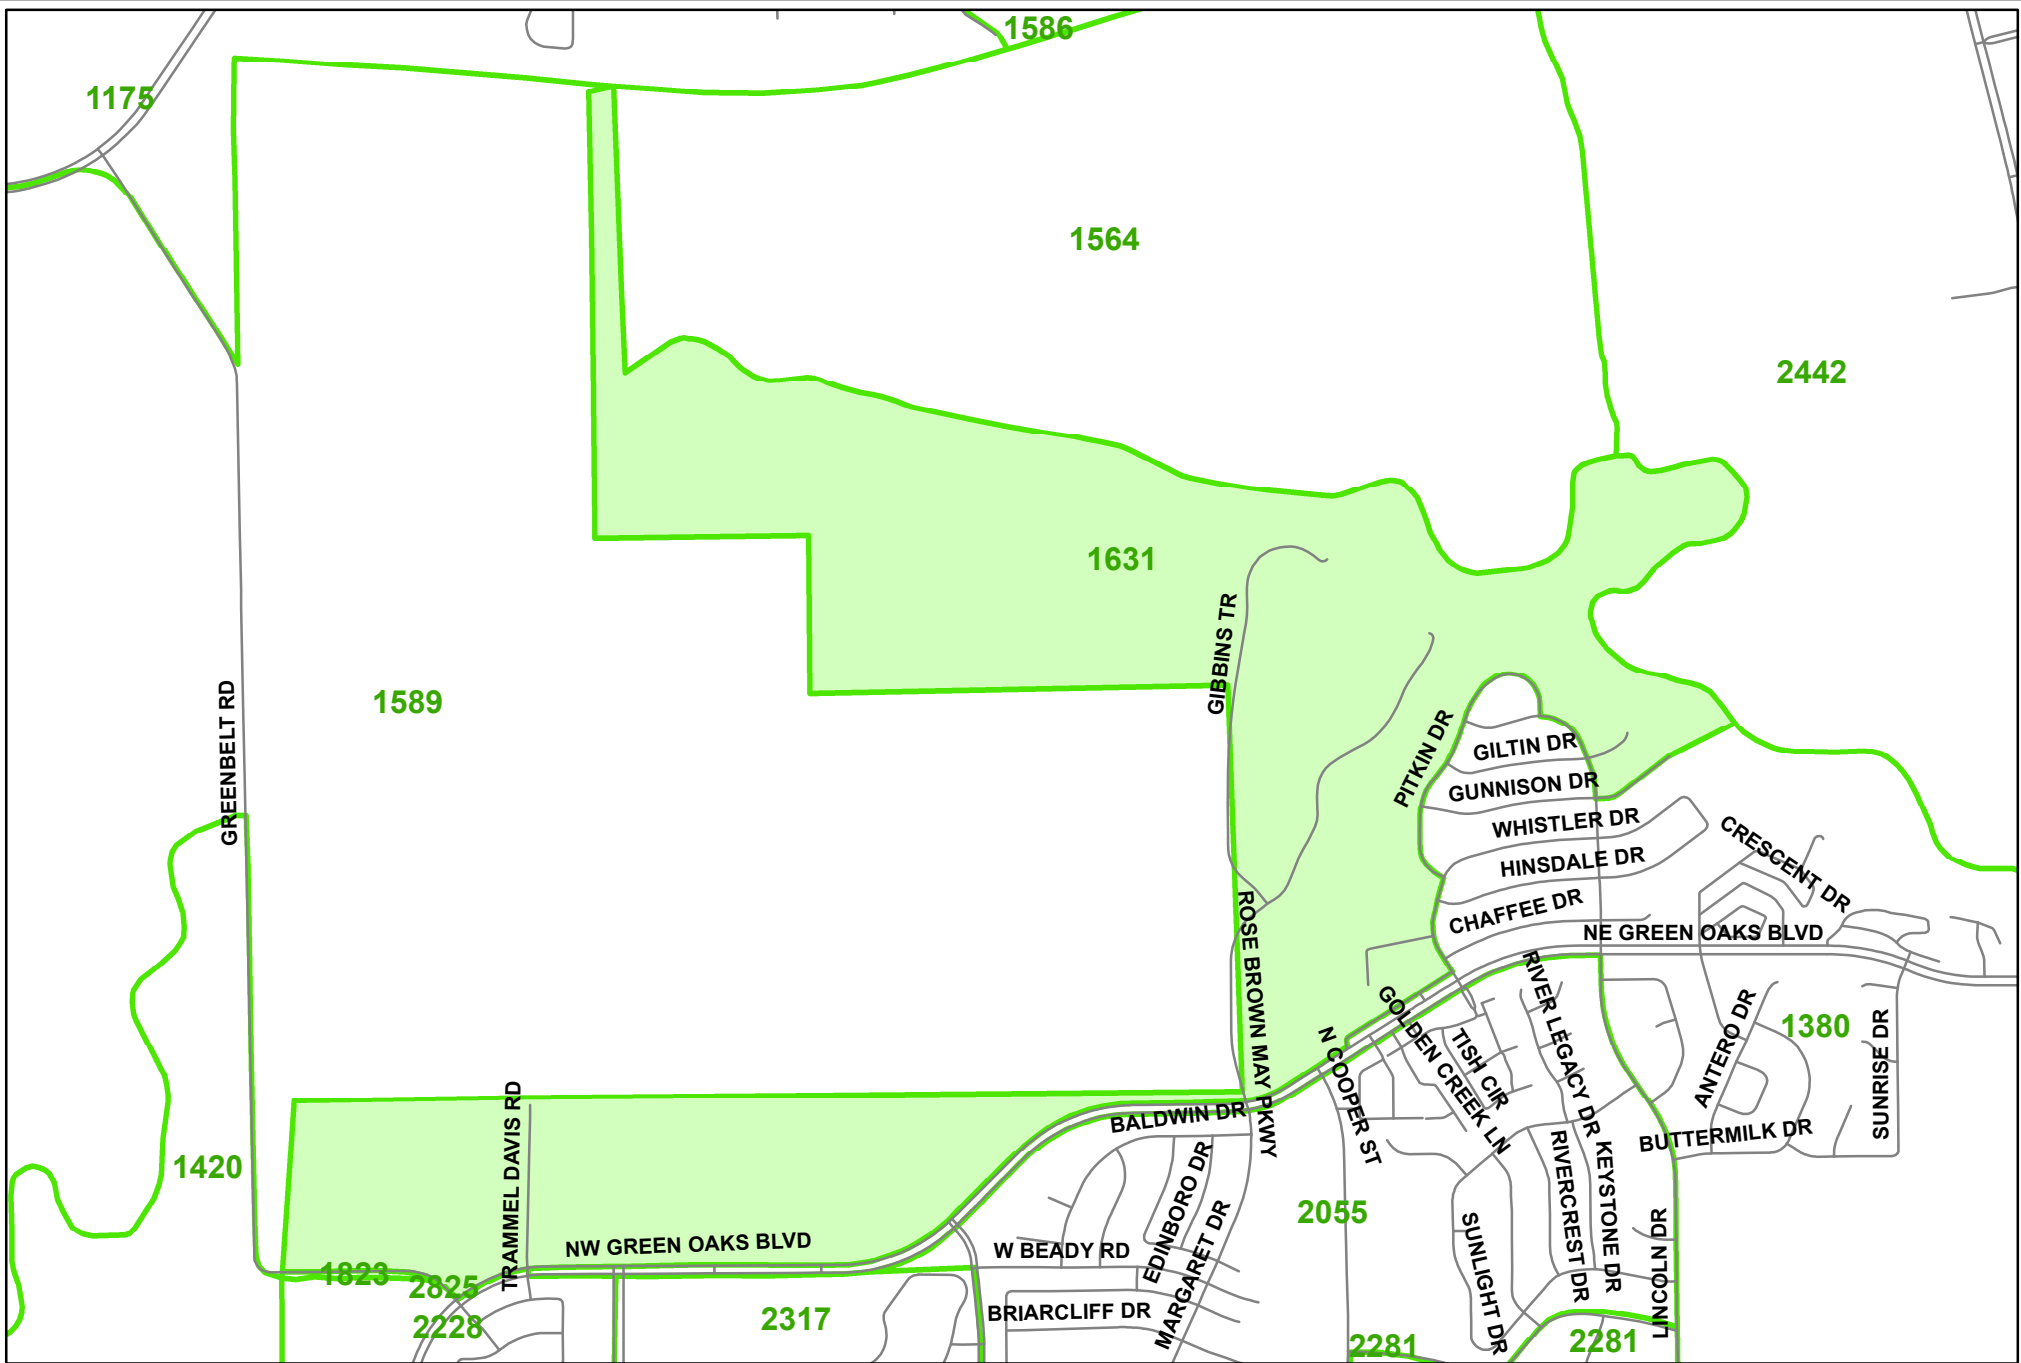 1586
1175
1564
2442
1631
GIBBINS TR
1589
GREENBELT RD
PITKIN DR
GILTIN DR
GUNNISON DR
WHISTLER DR
HINSDALE DR
CRESCENT DR
CHAFFEE DR
NE GREEN OAKS BLVD
ROSE BROWN MAY PKWY
RIVER LEGACY DR
GOLDEN CREEK LN
TISH CIR
ANTERO DR
1380
SUNRISE DR
N COOPER ST
BALDWIN DR
TRAMMEL DAVIS RD
BUTTERMILK DR
1420
EDINBORO DR
RIVERCREST DR
KEYSTONE DR
2055
MARGARET DR
SUNLIGHT DR
LINCOLN DR
NW GREEN OAKS BLVD
W BEADY RD
1823
2825
BRIARCLIFF DR
2317
2228
2281
2281